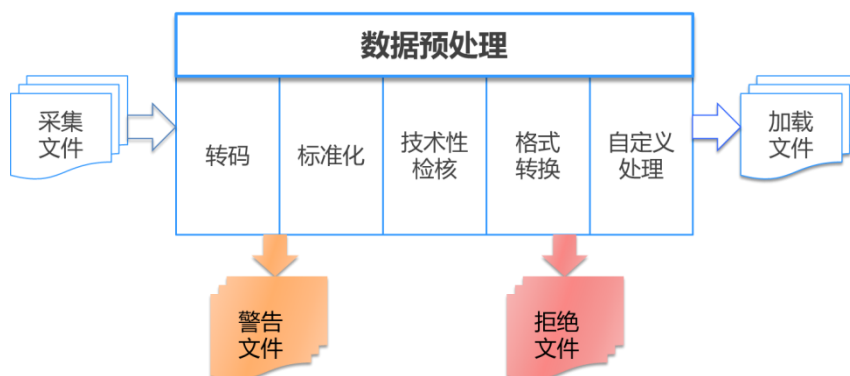 数据预处理
采集
文件
转码
标准化
技术性
检核
格式
转换
自定义
处理
加载
文件
警告
文件
拒绝
文件